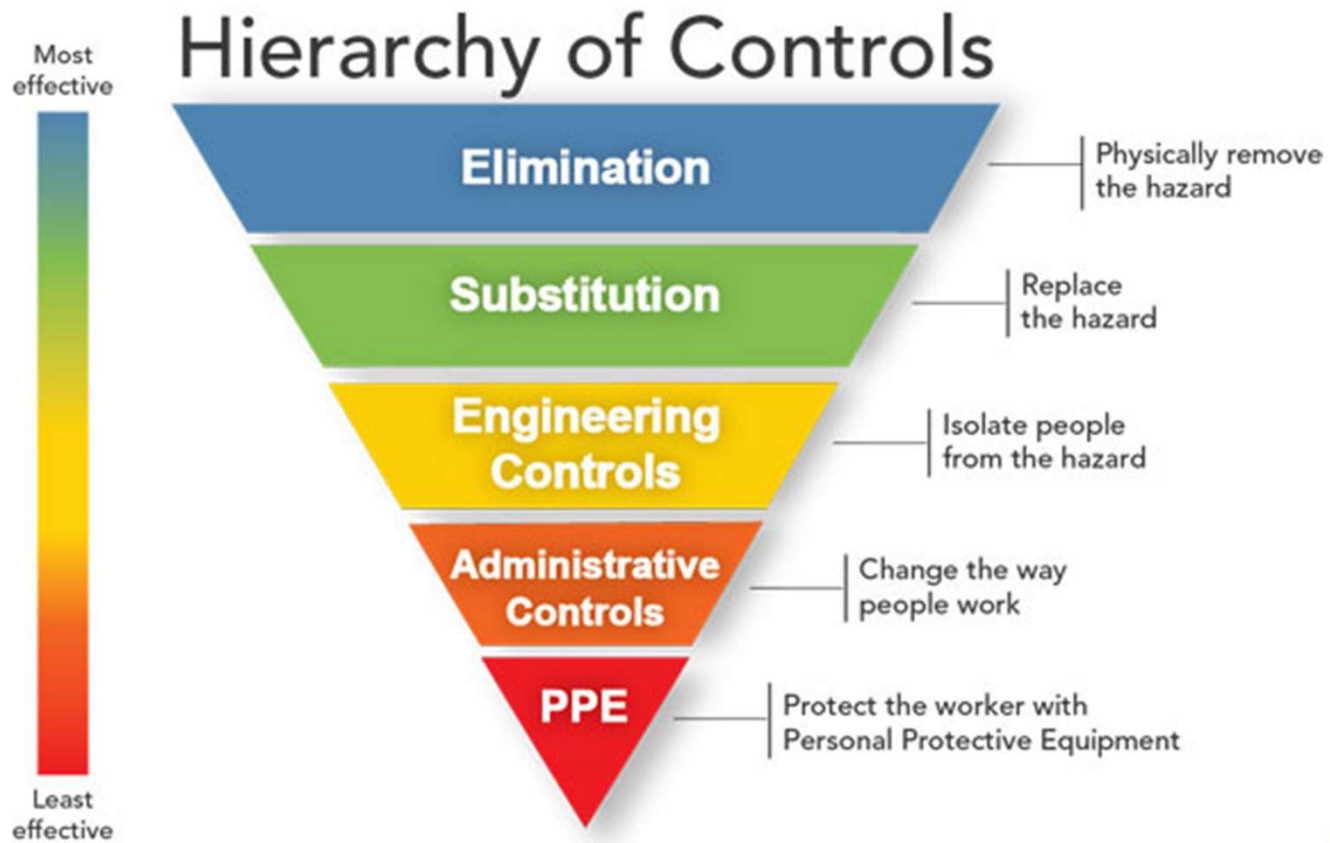 Hierarchy of Controls
Most
effective
Elimination
Physically remove
the hazard
Substitution
Replace
the hazard
Engineering
Controls
Isolate people
from the hazard
Administrative
Controls
Change the way
people work
PPE
Protect the worker with
Personal Protective Equipment
Least
effective